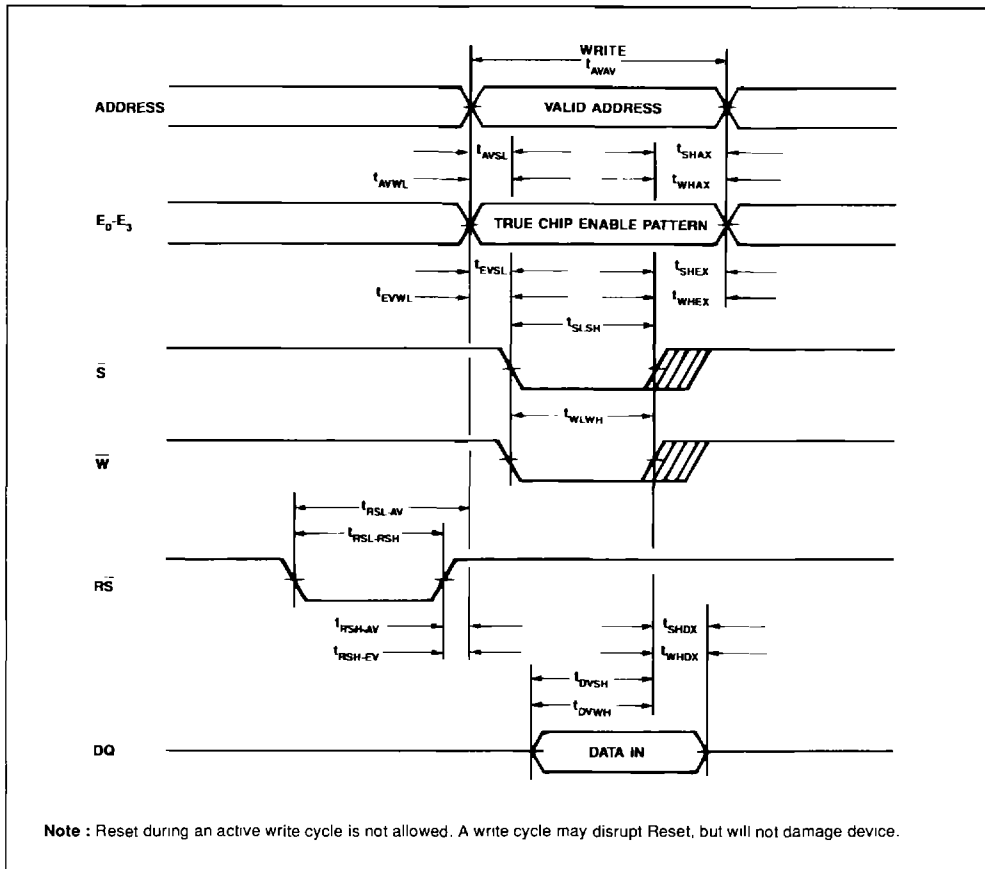 WRITE
tAVAV
ADDRESS
VALID ADDRESS
tAVSL
tSHAX
tAVWL
tWHAX
E0-E3
TRUE CHIP ENABLE PATTERN
tEVSL
tSHEX
tEVWL
tWHEX
tSLSH
S̅
tWLWH
W̅
tRSL-AV
tRSL-RSH
RS̅
tRSH-AV
tSHDX
tRSH-EV
tWHDX
tDVSH
tDVWH
DQ
DATA IN
Note : Reset during an active write cycle is not allowed. A write cycle may disrupt Reset, but will not damage device.